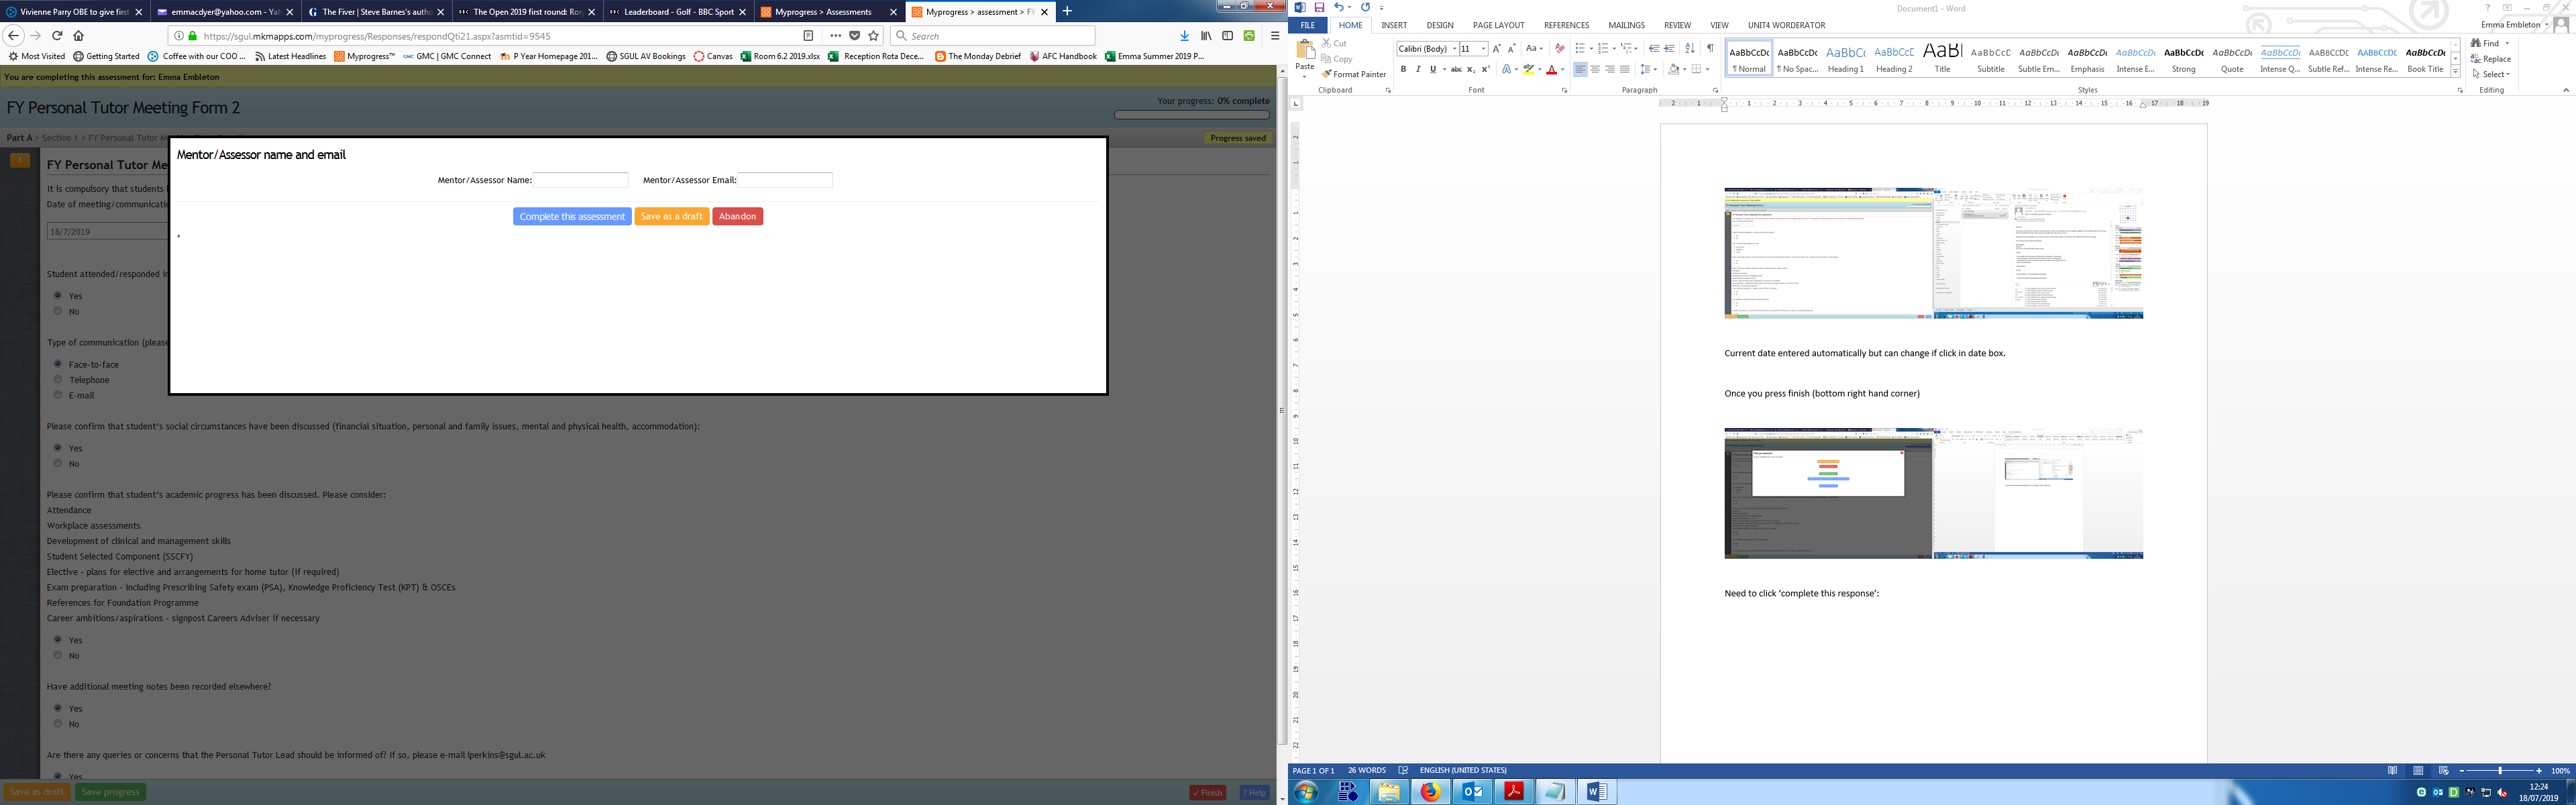 Vivienne Parry OBE to give first
emmacdyer@yahoo.com - Yah
The Fiver | Steve Barnes's autho
The Open 2019 first round: Ror
Leaderboard - Golf - BBC Sport
Myprogress > Assessments
Myprogress > assessment > FY
https://sgul.mkmapps.com/myprogress/Responses/respondQti21.aspx?asmtid=9545
Search
Most Visited
Getting Started
Coffee with our COO ...
Latest Headlines
Myprogress™
GMC | GMC Connect
P Year Homepage 201...
SGUL AV Bookings
Canvas
Room 6.2 2019.xlsx
Reception Rota Dece...
The Monday Debrief
AFC Handbook
Emma Summer 2019 P...
You are completing this assessment for: Emma Embleton
FY Personal Tutor Meeting Form 2
Your progress: 0% complete
Part A > Section 1 > FY Personal Tutor
Progress saved
1
FY Personal Tutor Me
It is compulsory that students
Date of meeting/communicatio
18/7/2019
Mentor/Assessor name and email
Mentor/Assessor Name:
Mentor/Assessor Email:
Complete this assessment
Save as a draft
Abandon
*
Student attended/responded in
Yes
No
Type of communication (please
Face-to-face
Telephone
E-mail
Please confirm that student's social circumstances have been discussed (financial situation, personal and family issues, mental and physical health, accommodation):
Yes
No
Please confirm that student's academic progress has been discussed. Please consider:
Attendance
Workplace assessments
Development of clinical and management skills
Student Selected Component (SSCFY)
Elective - plans for elective and arrangements for home tutor (if required)
Exam preparation - including Prescribing Safety exam (PSA), Knowledge Proficiency Test (KPT) & OSCEs
References for Foundation Programme
Career ambitions/aspirations - signpost Careers Adviser if necessary
Yes
No
Have additional meeting notes been recorded elsewhere?
Yes
No
Are there any queries or concerns that the Personal Tutor Lead should be informed of? If so, please e-mail lperkins@sgul.ac.uk
Yes
Save as draft
Save progress
✓ Finish
? Help
Document1 - Word
FILE
HOME
INSERT
DESIGN
PAGE LAYOUT
REFERENCES
MAILINGS
REVIEW
VIEW
UNIT4 WORDERATOR
Emma Embleton
Paste
Cut
Copy
Format Painter
Clipboard
Calibri (Body)
11
Font
Paragraph
¶ Normal
¶ No Spac...
Heading 1
Heading 2
Title
Subtitle
Subtle Em...
Emphasis
Intense E...
Strong
Quote
Intense Q...
Subtle Ref...
Intense Re...
Book Title
Styles
Find
Replace
Select
Editing
Current date entered automatically but can change if click in date box.
Once you press finish (bottom right hand corner)
Need to click ‘complete this response’:
PAGE 1 OF 1
26 WORDS
ENGLISH (UNITED STATES)
100%
12:24
18/07/2019